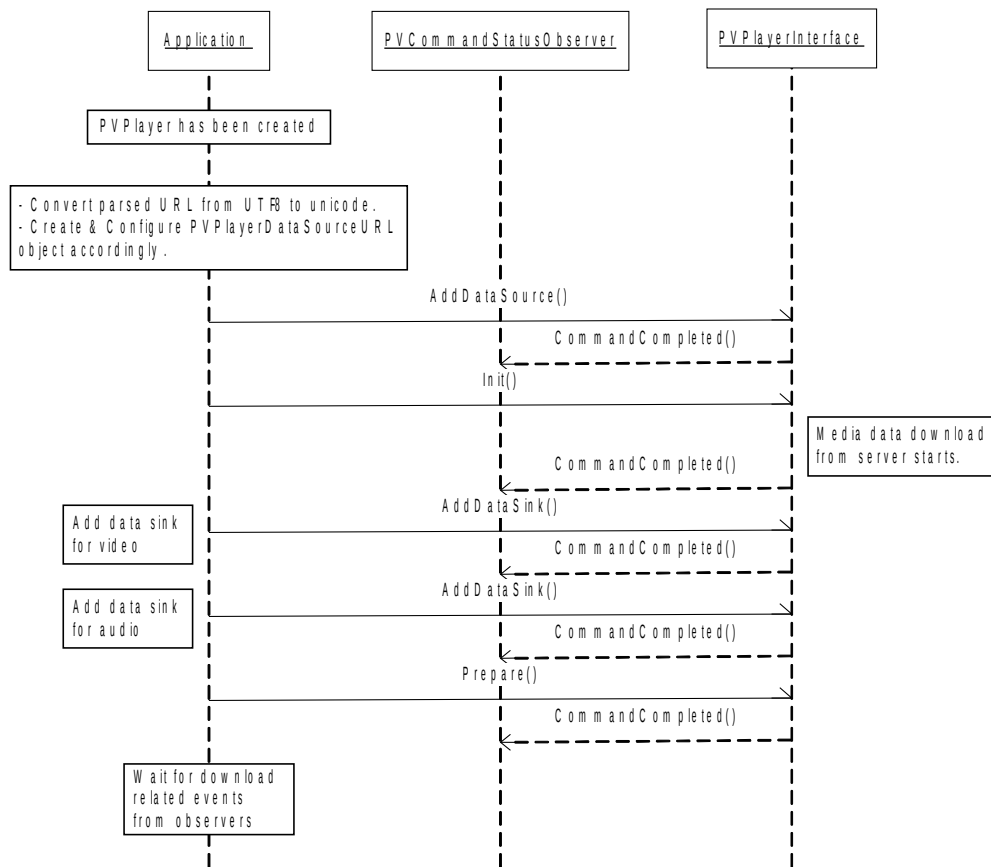 Application
PVCommandStatusObserver
PVPlayerInterface
PVPlayer has been created
- Convert parsed URL from UTF8 to unicode.
- Create & Configure PVPlayerDataSourceURL
object accordingly.
AddDataSource()
CommandCompleted()
Init()
Media data download
from server starts.
CommandCompleted()
AddDataSink()
Add data sink
for video
CommandCompleted()
AddDataSink()
Add data sink
for audio
CommandCompleted()
Prepare()
CommandCompleted()
Wait for download
related events
from observers